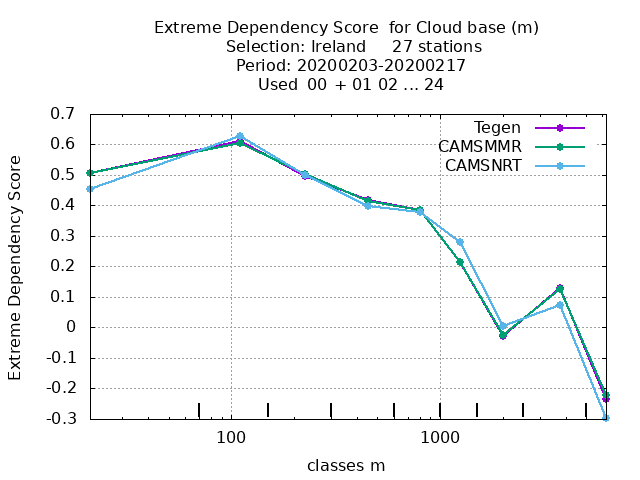 Extreme Dependency Score  for Cloud base (m)
Selection: Ireland     27 stations
Period: 20200203-20200217
Used  00  + 01 02 ... 24
Extreme Dependency Score
0.7
0.6
0.5
0.4
0.3
0.2
0.1
0
-0.1
-0.2
-0.3
Tegen
CAMSMMR
CAMSNRT
100
1000
classes m